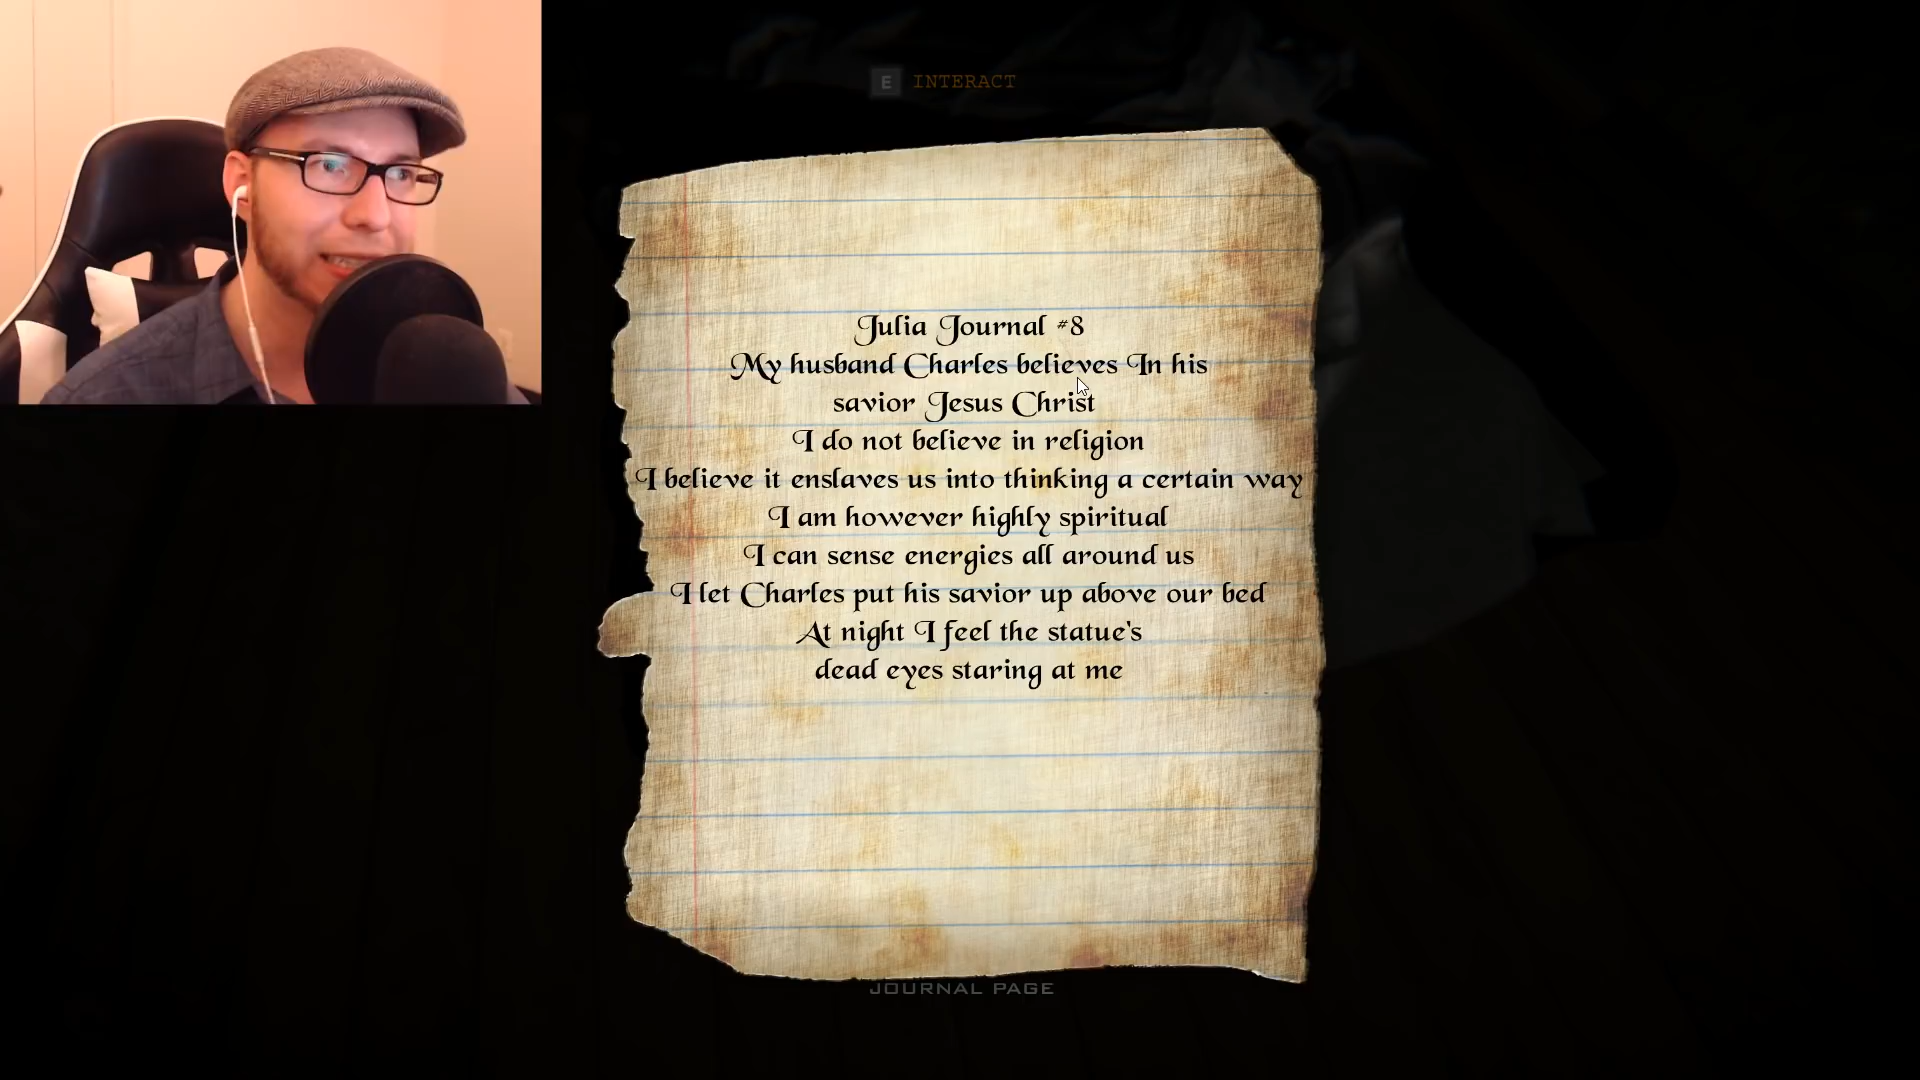 E INTERACT
Julia Journal #8
My husband Charles believes In his
savior Jesus Christ
I do not believe in religion
I believe it enslaves us into thinking a certain way
I am however highly spiritual
I can sense energies all around us
I let Charles put his savior up above our bed
At night I feel the statue's
dead eyes staring at me
JOURNAL PAGE